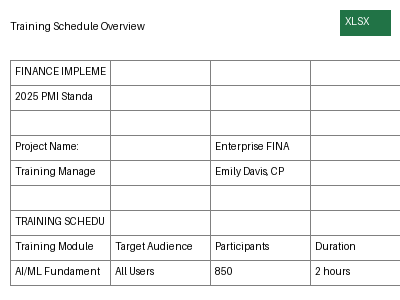 Training Schedule Overview
XLSX
FINANCE IMPLEME
2025 PMI Standa
Project Name: Enterprise FINA
Training Manage Emily Davis, CP
TRAINING SCHEDU
Training Module Target Audience Participants Duration
AI/ML Fundament All Users 850 2 hours